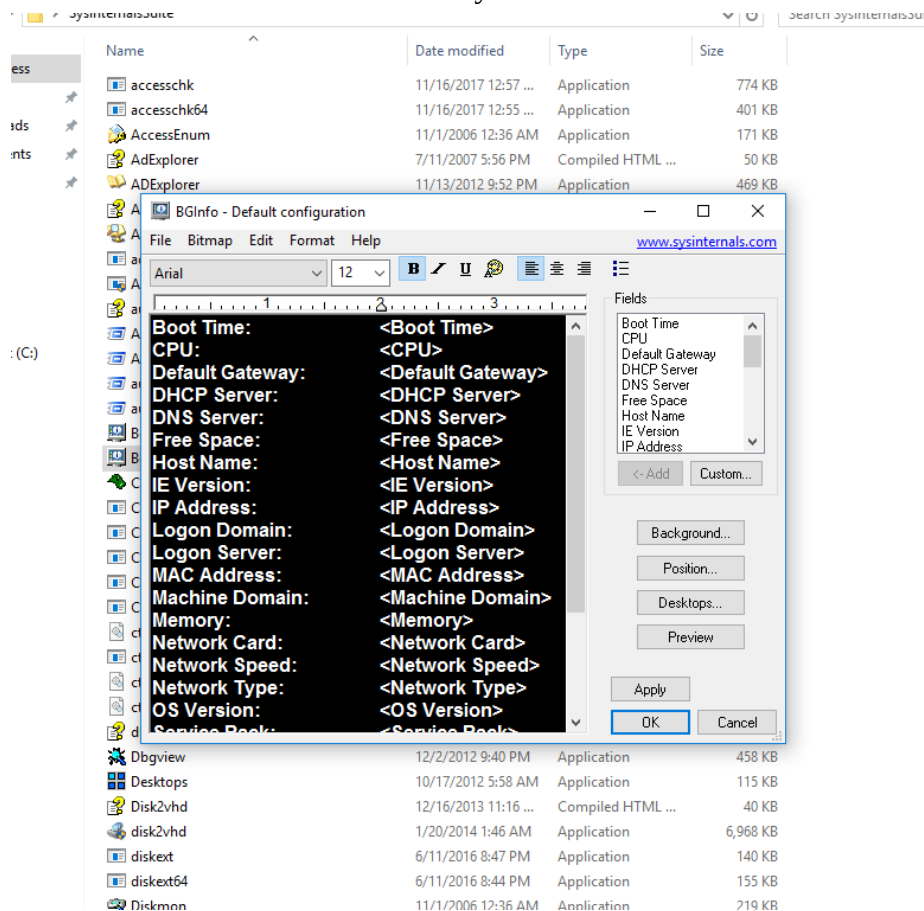 SysinternalsSuite
Name Date modified Type Size
ess
ads
ents
: (C:)
accesschk 11/16/2017 12:57 ... Application 774 KB
accesschk64 11/16/2017 12:55 ... Application 401 KB
AccessEnum 11/1/2006 12:36 AM Application 171 KB
AdExplorer 7/11/2007 5:56 PM Compiled HTML ... 50 KB
ADExplorer 11/13/2012 9:52 PM Application 469 KB
BGInfo - Default configuration
File Bitmap Edit Format Help www.sysinternals.com
Arial 12 B I U
1 2 3
Boot Time: <Boot Time>
CPU: <CPU>
Default Gateway: <Default Gateway>
DHCP Server: <DHCP Server>
DNS Server: <DNS Server>
Free Space: <Free Space>
Host Name: <Host Name>
IE Version: <IE Version>
IP Address: <IP Address>
Logon Domain: <Logon Domain>
Logon Server: <Logon Server>
MAC Address: <MAC Address>
Machine Domain: <Machine Domain>
Memory: <Memory>
Network Card: <Network Card>
Network Speed: <Network Speed>
Network Type: <Network Type>
OS Version: <OS Version>
Service Pack: <Service Pack>
Fields
Boot Time
CPU
Default Gateway
DHCP Server
DNS Server
Free Space
Host Name
IE Version
IP Address
<- Add Custom...
Background...
Position...
Desktops...
Preview
Apply
OK Cancel
Dbgview 12/2/2012 9:40 PM Application 458 KB
Desktops 10/17/2012 5:58 AM Application 115 KB
Disk2vhd 12/16/2013 11:16 ... Compiled HTML ... 40 KB
disk2vhd 1/20/2014 1:46 AM Application 6,968 KB
diskext 6/11/2016 8:47 PM Application 140 KB
diskext64 6/11/2016 8:44 PM Application 155 KB
Diskmon 11/1/2006 12:36 AM Application 219 KB